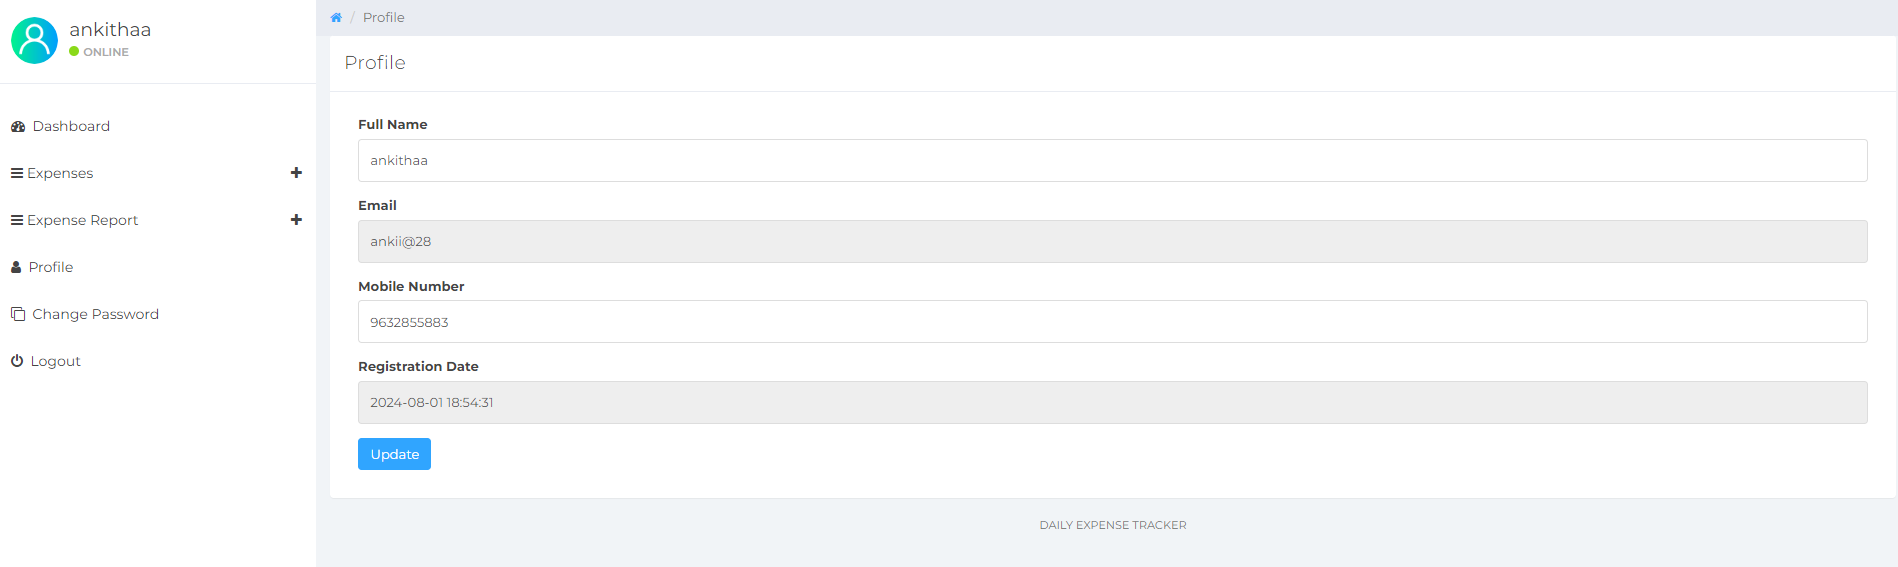 ankithaa
ONLINE
Dashboard
Expenses
Expense Report
Profile
Change Password
Logout
/ Profile
Profile
Full Name
ankithaa
Email
ankii@28
Mobile Number
9632855883
Registration Date
2024-08-01 18:54:31
Update
DAILY EXPENSE TRACKER